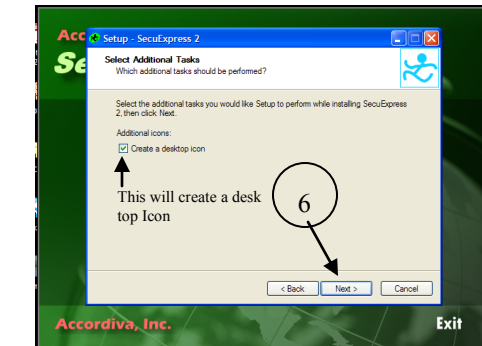 Acc
Se
Setup - SecuExpress 2
Select Additional Tasks
Which additional tasks should be performed?
Select the additional tasks you would like Setup to perform while installing SecuExpress
2, then click Next.
Additional icons:
Create a desktop icon
This will create a desk
top Icon
6
< Back
Next >
Cancel
Accordiva, Inc.
Exit